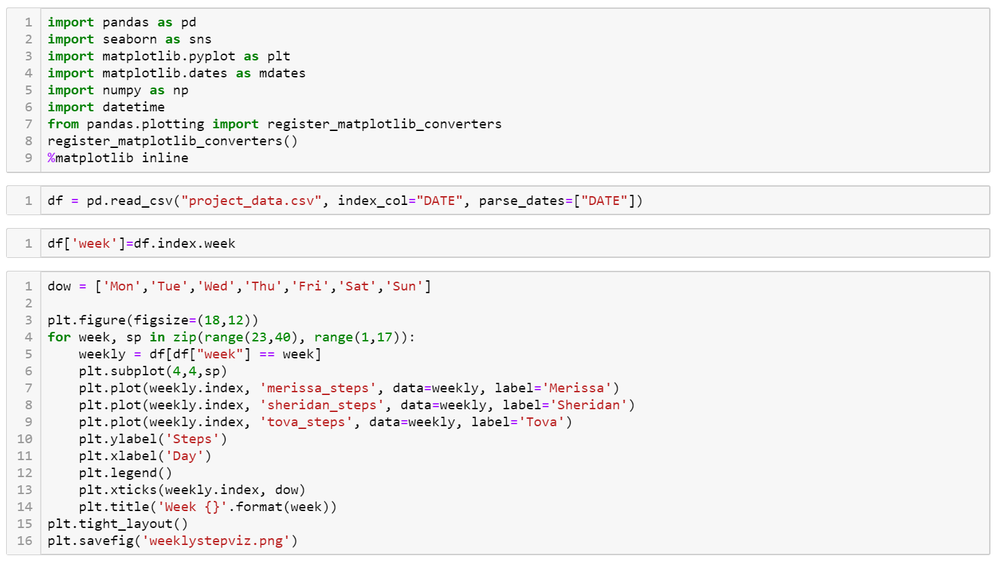 1 import pandas as pd
2 import seaborn as sns
3 import matplotlib.pyplot as plt
4 import matplotlib.dates as mdates
5 import numpy as np
6 import datetime
7 from pandas.plotting import register_matplotlib_converters
8 register_matplotlib_converters()
9 %matplotlib inline
1 df = pd.read_csv("project_data.csv", index_col="DATE", parse_dates=["DATE"])
1 df['week']=df.index.week
1 dow = ['Mon','Tue','Wed','Thu','Fri','Sat','Sun']
2
3 plt.figure(figsize=(18,12))
4 for week, sp in zip(range(23,40), range(1,17)):
5     weekly = df[df["week"] == week]
6     plt.subplot(4,4,sp)
7     plt.plot(weekly.index, 'merissa_steps', data=weekly, label='Merissa')
8     plt.plot(weekly.index, 'sheridan_steps', data=weekly, label='Sheridan')
9     plt.plot(weekly.index, 'tova_steps', data=weekly, label='Tova')
10     plt.ylabel('Steps')
11     plt.xlabel('Day')
12     plt.legend()
13     plt.xticks(weekly.index, dow)
14     plt.title('Week {}'.format(week))
15 plt.tight_layout()
16 plt.savefig('weeklystepviz.png')